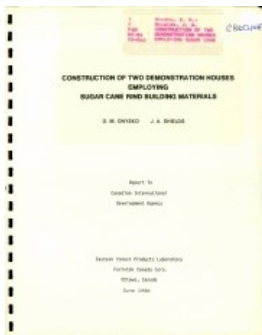 CONSTRUCTION OF TWO DEMONSTRATION HOUSES
EMPLOYING
SUGAR CANE RIND BUILDING MATERIALS
D. M. ONYSKO J. A. SHIELDS
Report To
Canadian International
Development Agency
Eastern Forest Products Laboratory
Forintek Canada Corp.
Ottawa, Canada
June 1980